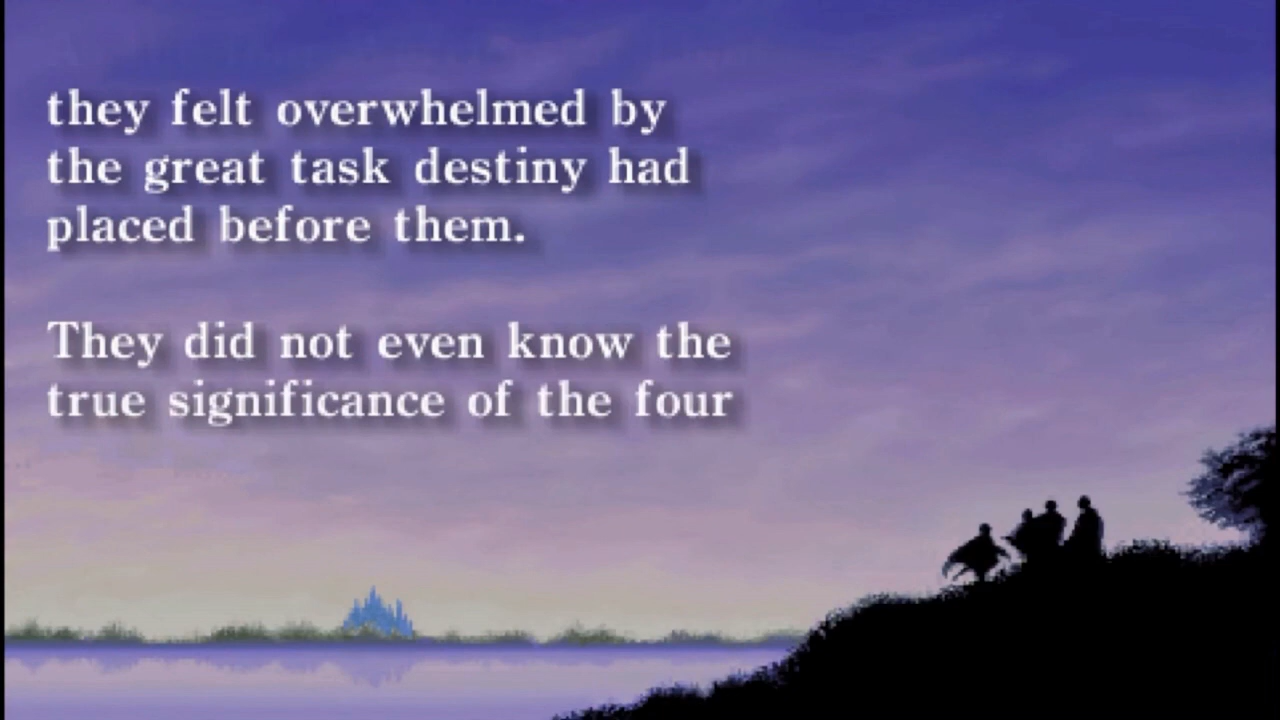 they felt overwhelmed by
the great task destiny had
placed before them.
They did not even know the
true significance of the four